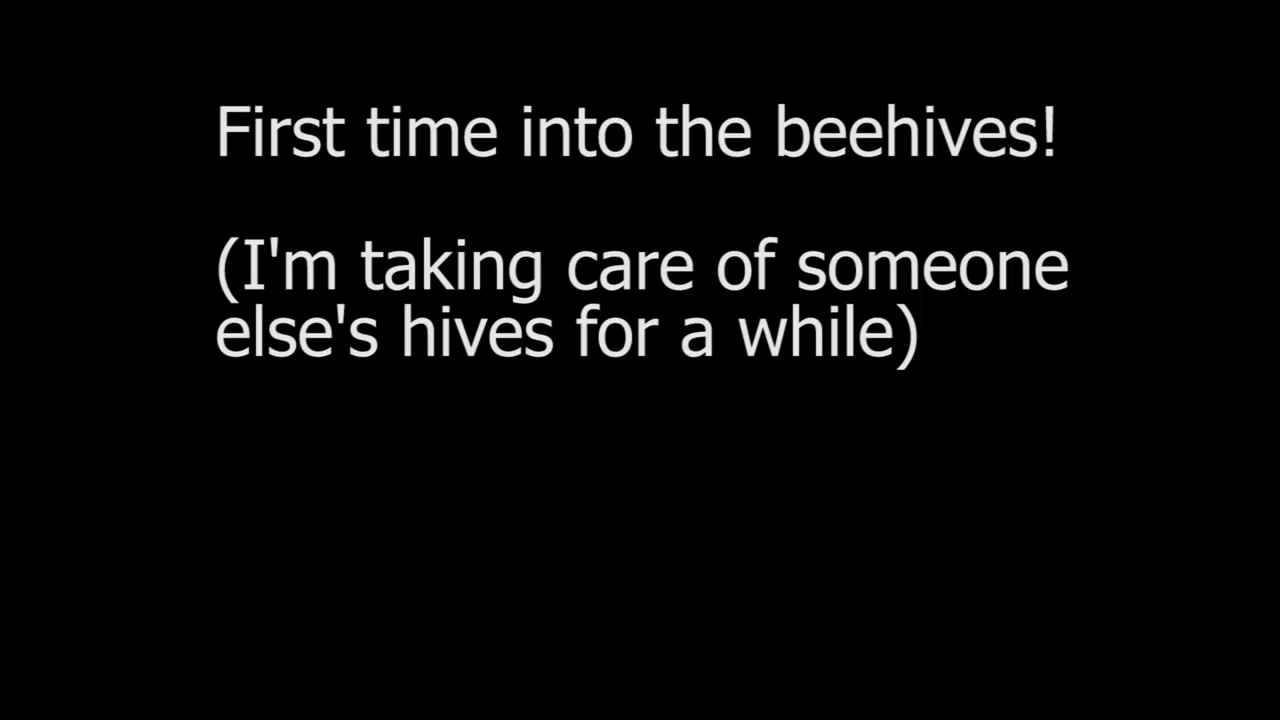 First time into the beehives!
(I'm taking care of someone
else's hives for a while)